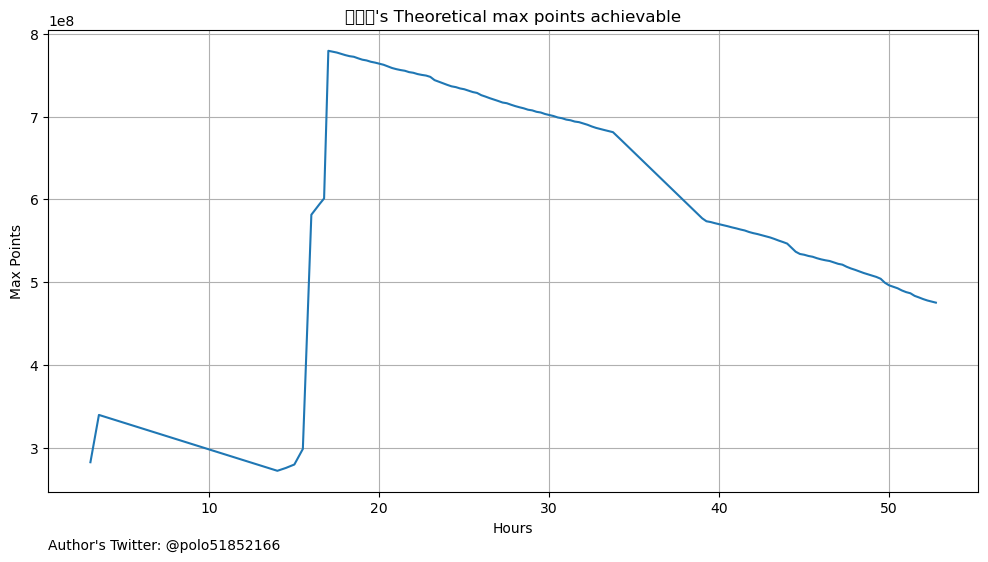 's Theoretical max points achievable
1e8
8
7
6
5
4
3
Max Points
10 20 30 40 50
Hours
Author's Twitter: @polo51852166